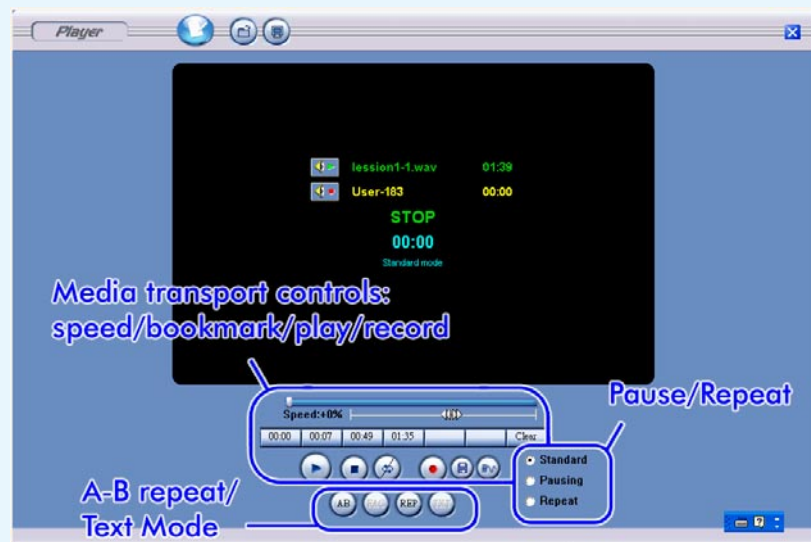 Player
lession1-1.wav 01:39
User-183 00:00
STOP
00:00
Standard mode
Media transport controls:
speed/bookmark/play/record
Pause/Repeat
Speed:+0%
00:00 00:07 00:49 01:35 Clear
Standard
Pausing
Repeat
A-B repeat/
Text Mode
AB REP